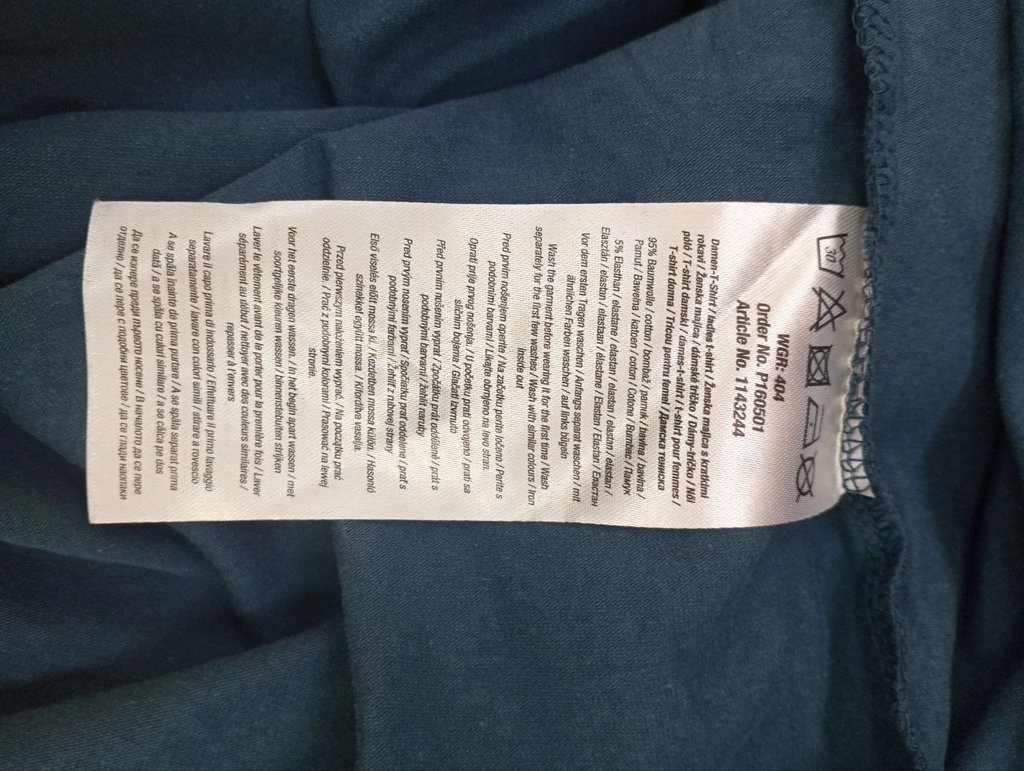 30
WGR: 404
Order No. P160501
Article No. 1143244
Damen-T-Shirt / ladies t-shirt / Ženska majica s kratkimi
rokavi / Ženska majica / dámské tričko / Dámy-tričko / Női
póló / T-shirt damski / dames-t-shirt / t-shirt pour femmes /
T-shirt donna / Tricou pentru femei / Дамска тениска
95% Baumwolle / cotton / bombaž / pamuk / bavlna / bavlna /
Pamut / Bawełna / katoen / coton / Cotone / Bumbac / Памук
5% Elasthan / elastane / elastan / elastan / elastan / elastan /
Elasztán / elastan / elastaan / élastane / Elastan / Elastan / Еластан
Vor dem ersten Tragen waschen / Anfangs separat waschen / mit
ähnlichen Farben waschen / auf links bügeln
Wash the garment before wearing it for the first time / Wash
separately for the first few washes / Wash with similar colors / Iron
inside out
Pred prvim nošenjem operite / Na začetku perite ločeno / Perite s
podobnimi barvami / Likajte obrnjeno na levo stran.
Oprati prije prvog nošenja. / U početku prati odvojeno / prati sa
sličnim bojama / Glačati izvrnuto
Před prvním nošením vyprat / Zpočátku prát odděleně / prát s
podobnými barvami / žehlit naruby
Pred prvým nosením vyprať / Spočiatku prať oddelene / prať s
podobnými farbami / žehliť z rubovej strany
Első viselés előtt mossa ki. / Kezdetben mossa külön. / Hasonló
színekkel együtt mossa. / Kifordítva vasalja.
Przed pierwszym nałożeniem wyprać. / Na początku prać
oddzielnie. / Prać z podobnymi kolorami / Prasować na lewej
stronie.
Voor het eerste dragen wassen. / In het begin apart wassen / met
soortgelijke kleuren wassen / binnenstebuiten strijken
Laver le vêtement avant de le porter pour la première fois / Laver
séparément au début / nettoyer avec des couleurs similaires /
repasser à l'envers
Lavare il capo prima di indossarlo / Effettuare il primo lavaggio
separatamente / lavare con colori simili / stirare a rovescio
A se spăla înainte de prima purtare / A se spăla separat prima
dată / a se spăla cu culori similare / a se călca pe dos
Да се изпере преди първото носене / В началото да се пере
отделно / да се пере с подобни цветове / да се глади наопаки